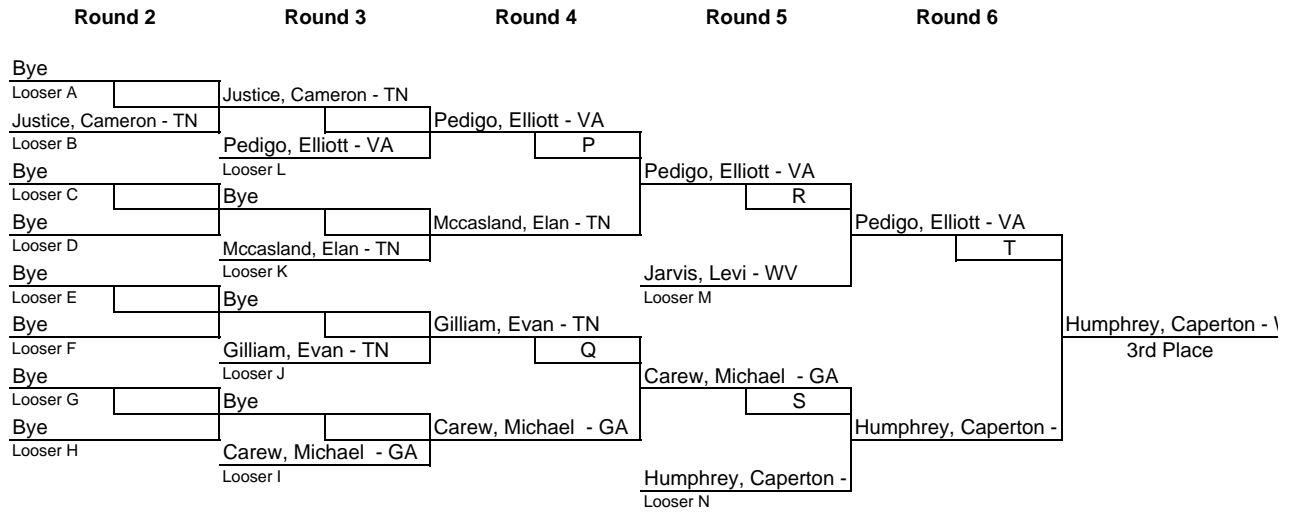 Round 2 Round 3 Round 4 Round 5 Round 6
Bye
Looser A
Justice, Cameron - TN
Justice, Cameron - TN
Pedigo, Elliott - VA
Looser B
Pedigo, Elliott - VA
P
Bye
Looser L
Pedigo, Elliott - VA
Looser C
Bye
R
Bye
Mccasland, Elan - TN
Pedigo, Elliott - VA
Looser D
Mccasland, Elan - TN
T
Bye
Looser K
Jarvis, Levi - WV
Looser E
Bye
Looser M
Bye
Gilliam, Evan - TN
Humphrey, Caperton -
Looser F
Gilliam, Evan - TN
Q
3rd Place
Bye
Looser J
Carew, Michael - GA
Looser G
Bye
S
Bye
Carew, Michael - GA
Humphrey, Caperton -
Looser H
Carew, Michael - GA
Looser I
Humphrey, Caperton -
Looser N